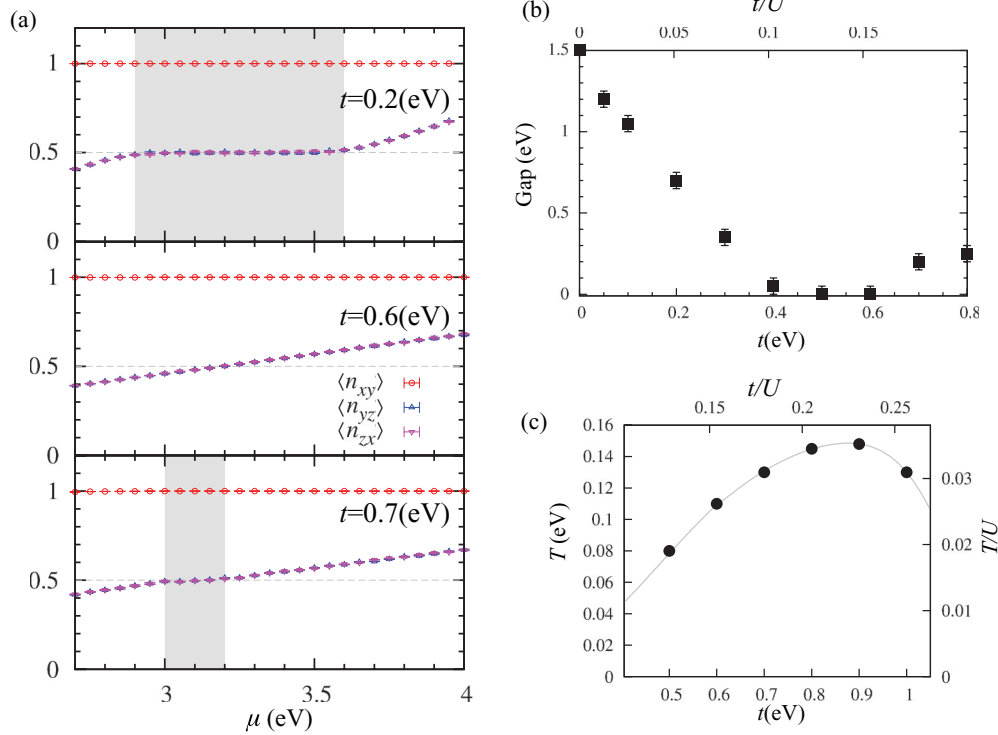 (a)
1
0.5
0
t=0.2(eV)
1
0.5
0
t=0.6(eV)
⟨n_xy⟩
⟨n_yz⟩
⟨n_zx⟩
1
0.5
0
t=0.7(eV)
3 3.5 4
μ (eV)
(b)
t/U
0 0.05 0.1 0.15
1.5
1
0.5
0
Gap (eV)
0.2 0.4 0.6 0.8
t(eV)
(c)
t/U
0.15 0.2 0.25
0.16
0.14
0.12
0.1
0.08
0.06
0.04
0.02
0
T (eV)
0.03
0.02
0.01
0
T/U
0.5 0.6 0.7 0.8 0.9 1
t(eV)